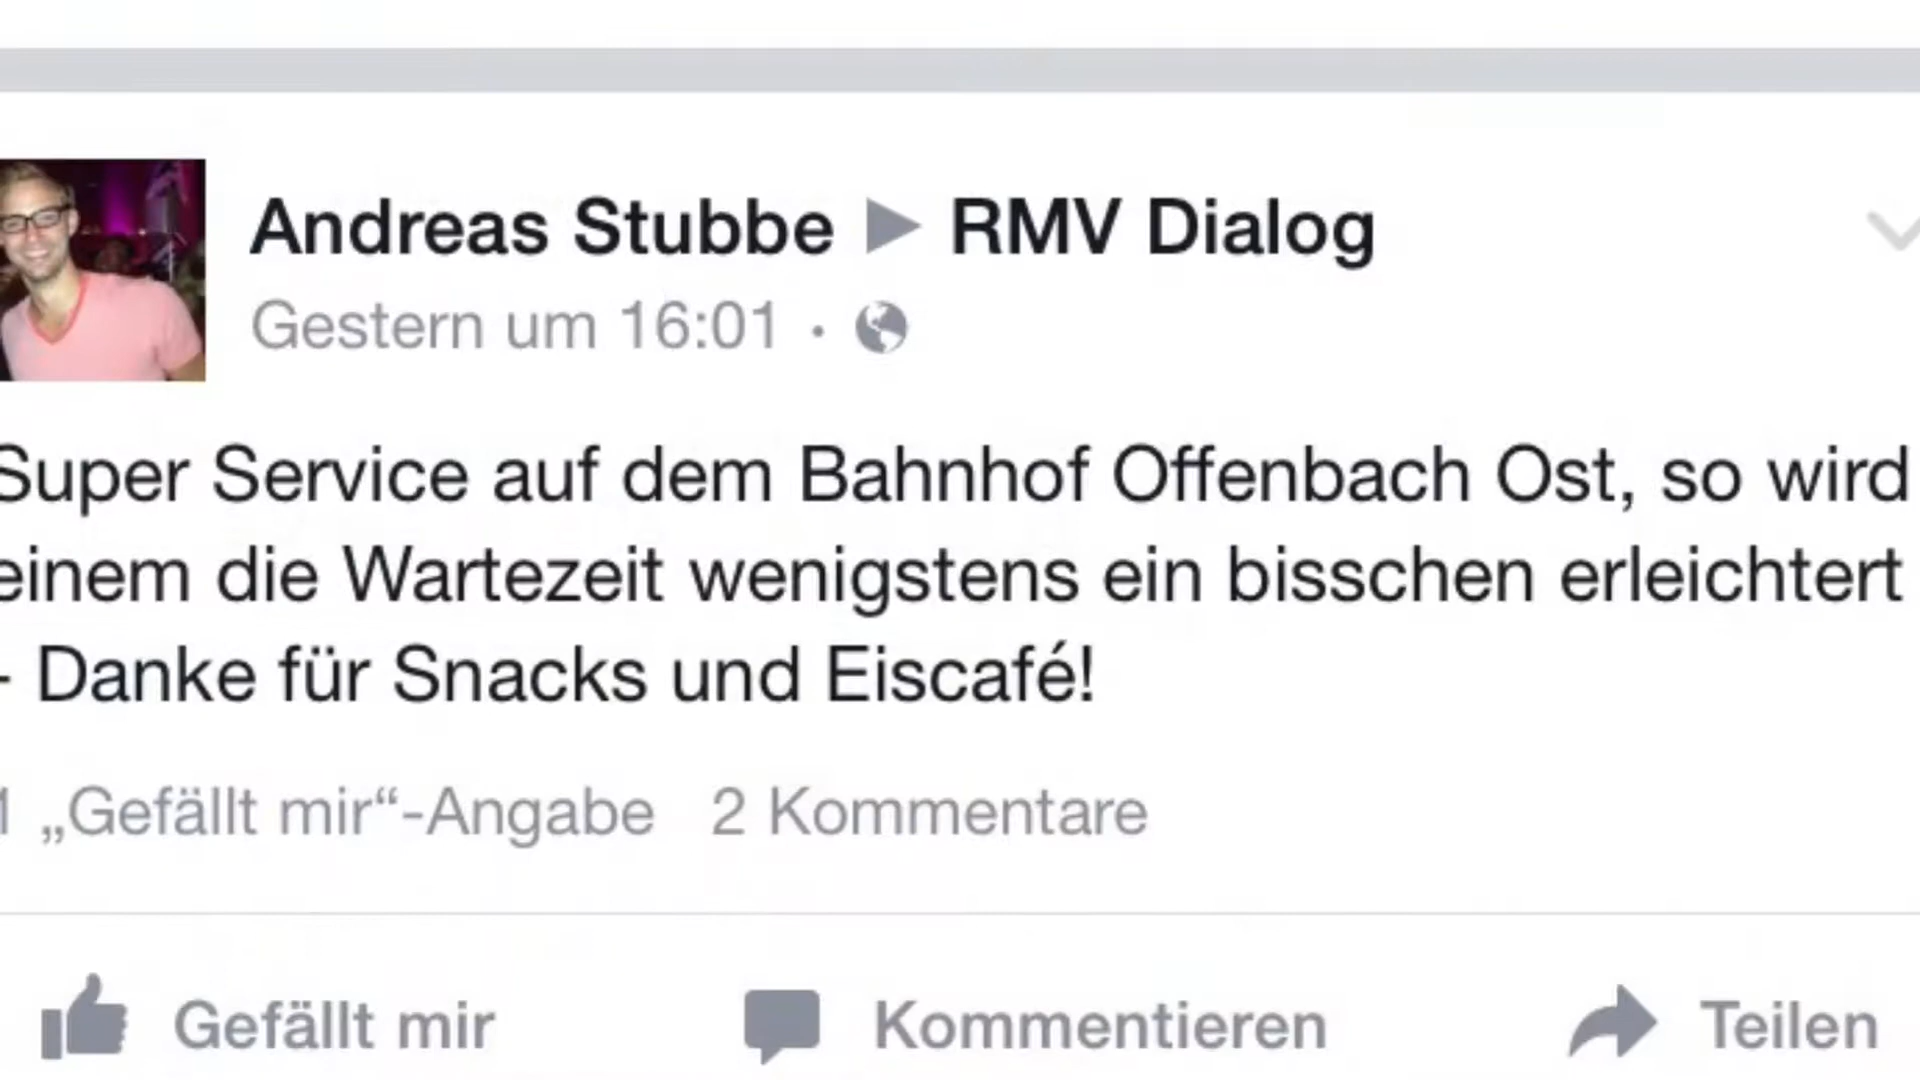 Andreas Stubbe ▶ RMV Dialog
Gestern um 16:01 ·
Super Service auf dem Bahnhof Offenbach Ost, so wird
einem die Wartezeit wenigstens ein bisschen erleichtert
- Danke für Snacks und Eiscafé!
1 „Gefällt mir“-Angabe 2 Kommentare
Gefällt mir Kommentieren Teilen